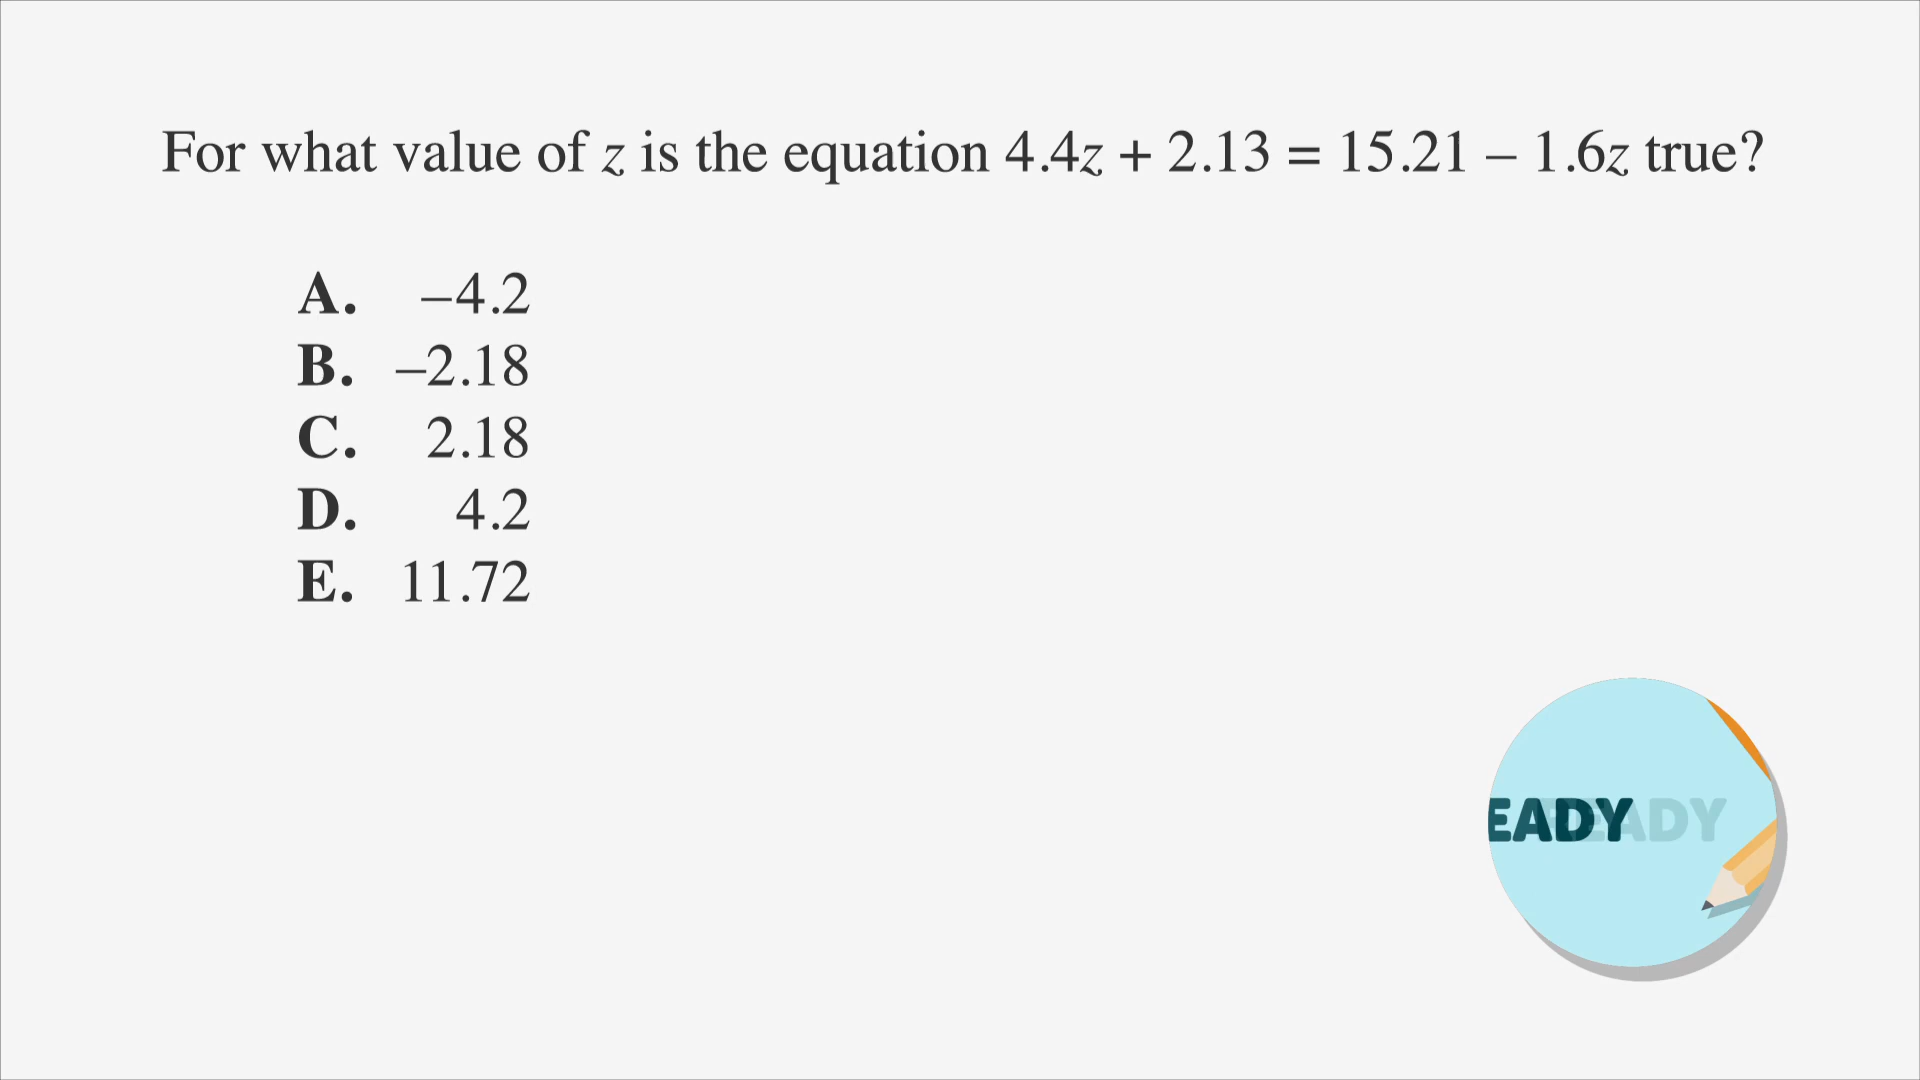 For what value of z is the equation 4.4z + 2.13 = 15.21 – 1.6z true?
A. –4.2
B. –2.18
C. 2.18
D. 4.2
E. 11.72
EADY